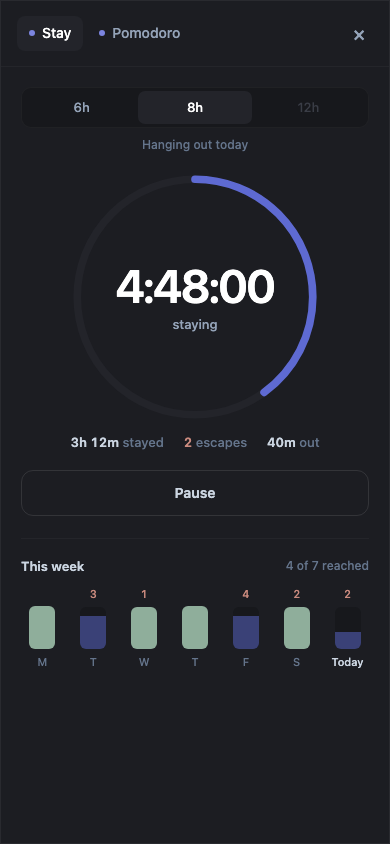 Stay Pomodoro ×
6h 8h 12h
Hanging out today
4:48:00
staying
3h 12m stayed 2 escapes 40m out
Pause
This week 4 of 7 reached
3 1 4 2 2
M T W T F S Today